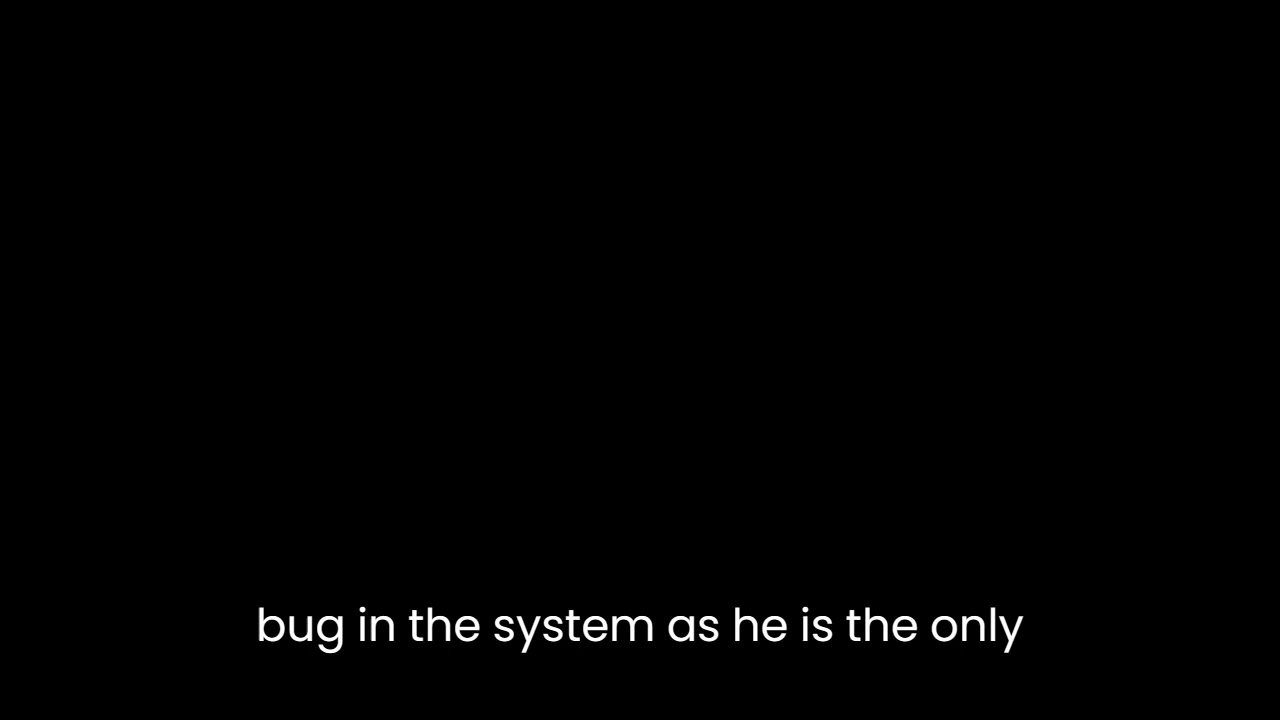 bug in the system as he is the only